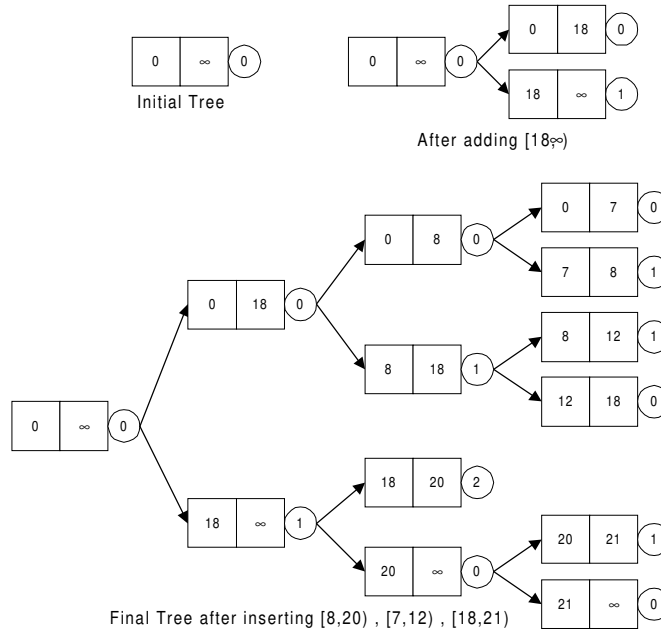 0 ∞ 0
Initial Tree
0 ∞ 0
0 18 0
18 ∞ 1
After adding [18,∞)
0 7 0
0 8 0
7 8 1
0 18 0
8 12 1
8 18 1
12 18 0
0 ∞ 0
18 20 2
18 ∞ 1
20 21 1
20 ∞ 0
21 ∞ 0
Final Tree after inserting [8,20) , [7,12) , [18,21)